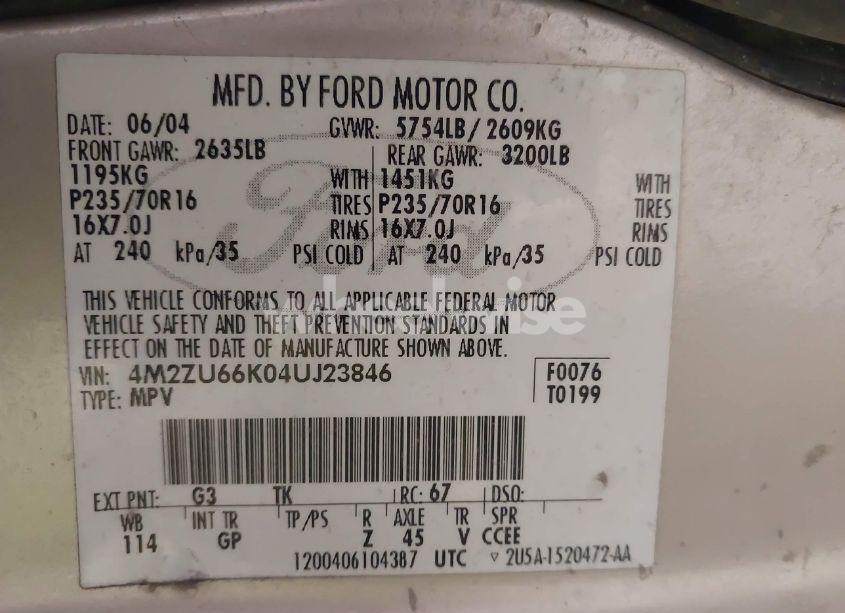 MFD. BY FORD MOTOR CO.
DATE: 06/04 GVWR: 5754LB/2609KG
FRONT GAWR: 2635LB REAR GAWR: 3200LB
1195KG WITH 1451KG WITH
P235/70R16 TIRES P235/70R16 TIRES
16X7.0J RIMS 16X7.0J RIMS
AT 240 kPa/35 PSI COLD AT 240 kPa/35 PSI COLD
Ford
THIS VEHICLE CONFORMS TO ALL APPLICABLE FEDERAL MOTOR
VEHICLE SAFETY AND THEFT PREVENTION STANDARDS IN
EFFECT ON THE DATE OF MANUFACTURE SHOWN ABOVE.
VIN: 4M2ZU66K04UJ23846 F0076
TYPE: MPV T0199
EXT PNT: G3 TK RC: 67 DSO:
WB INT TR TP/PS R AXLE TR SPR
114 GP Z 45 V CCEE
1200406104387 UTC ▽ 2U5A-1520472-AA